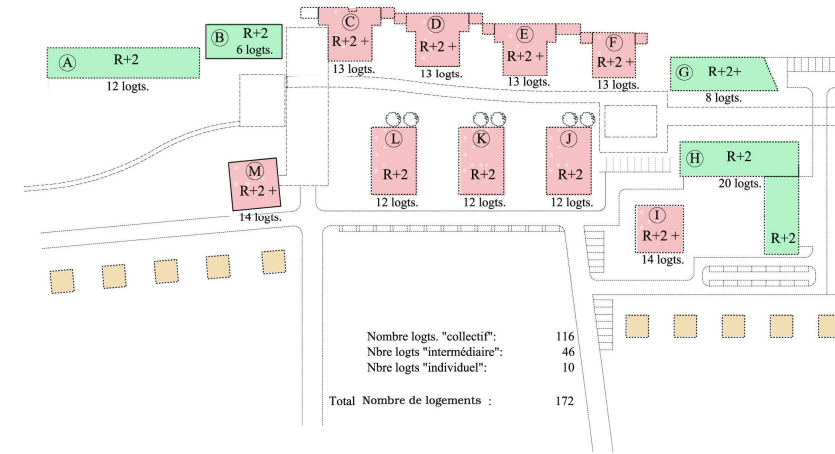 A
R+2
12 logts.
B
R+2
6 logts.
C
R+2 +
13 logts.
D
R+2 +
13 logts.
E
R+2 +
13 logts.
F
R+2 +
13 logts.
G
R+2+
8 logts.
L
R+2
12 logts.
K
R+2
12 logts.
J
R+2
12 logts.
H
R+2
20 logts.
R+2
M
R+2 +
14 logts.
I
R+2 +
14 logts.
Nombre logts. "collectif": 116
Nbre logts "intermédiaire": 46
Nbre logts "individuel": 10
Total Nombre de logements : 172